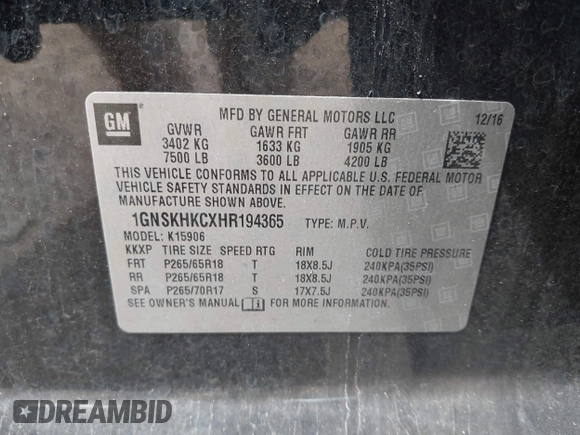 GM
MFD BY GENERAL MOTORS LLC 12/16
GVWR GAWR FRT GAWR RR
3402 KG 1633 KG 1905 KG
7500 LB 3600 LB 4200 LB
THIS VEHICLE CONFORMS TO ALL APPLICABLE U.S. FEDERAL MOTOR
VEHICLE SAFETY STANDARDS IN EFFECT ON THE DATE OF
MANUFACTURE SHOWN ABOVE.
1GNSKHKCXHR194365 TYPE: M.P.V.
MODEL: K15906
KKXP TIRE SIZE SPEED RTG RIM COLD TIRE PRESSURE
FRT P265/65R18 T 18X8.5J 240KPA(35PSI)
RR P265/65R18 T 18X8.5J 240KPA(35PSI)
SPA P265/70R17 S 17X7.5J 240KPA(35PSI)
SEE OWNER'S MANUAL FOR MORE INFORMATION.
DREAMBID